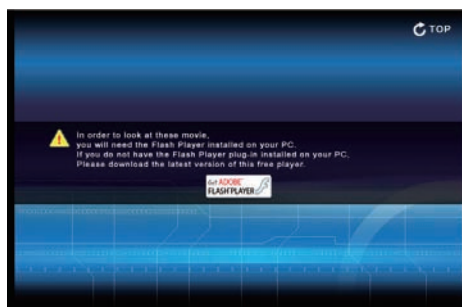 TOP
In order to look at these movie,
you will need the Flash Player installed on your PC.
If you do not have the Flash Player plug-in installed on your PC,
Please download the latest version of this free player.
Get ADOBE
FLASH PLAYER